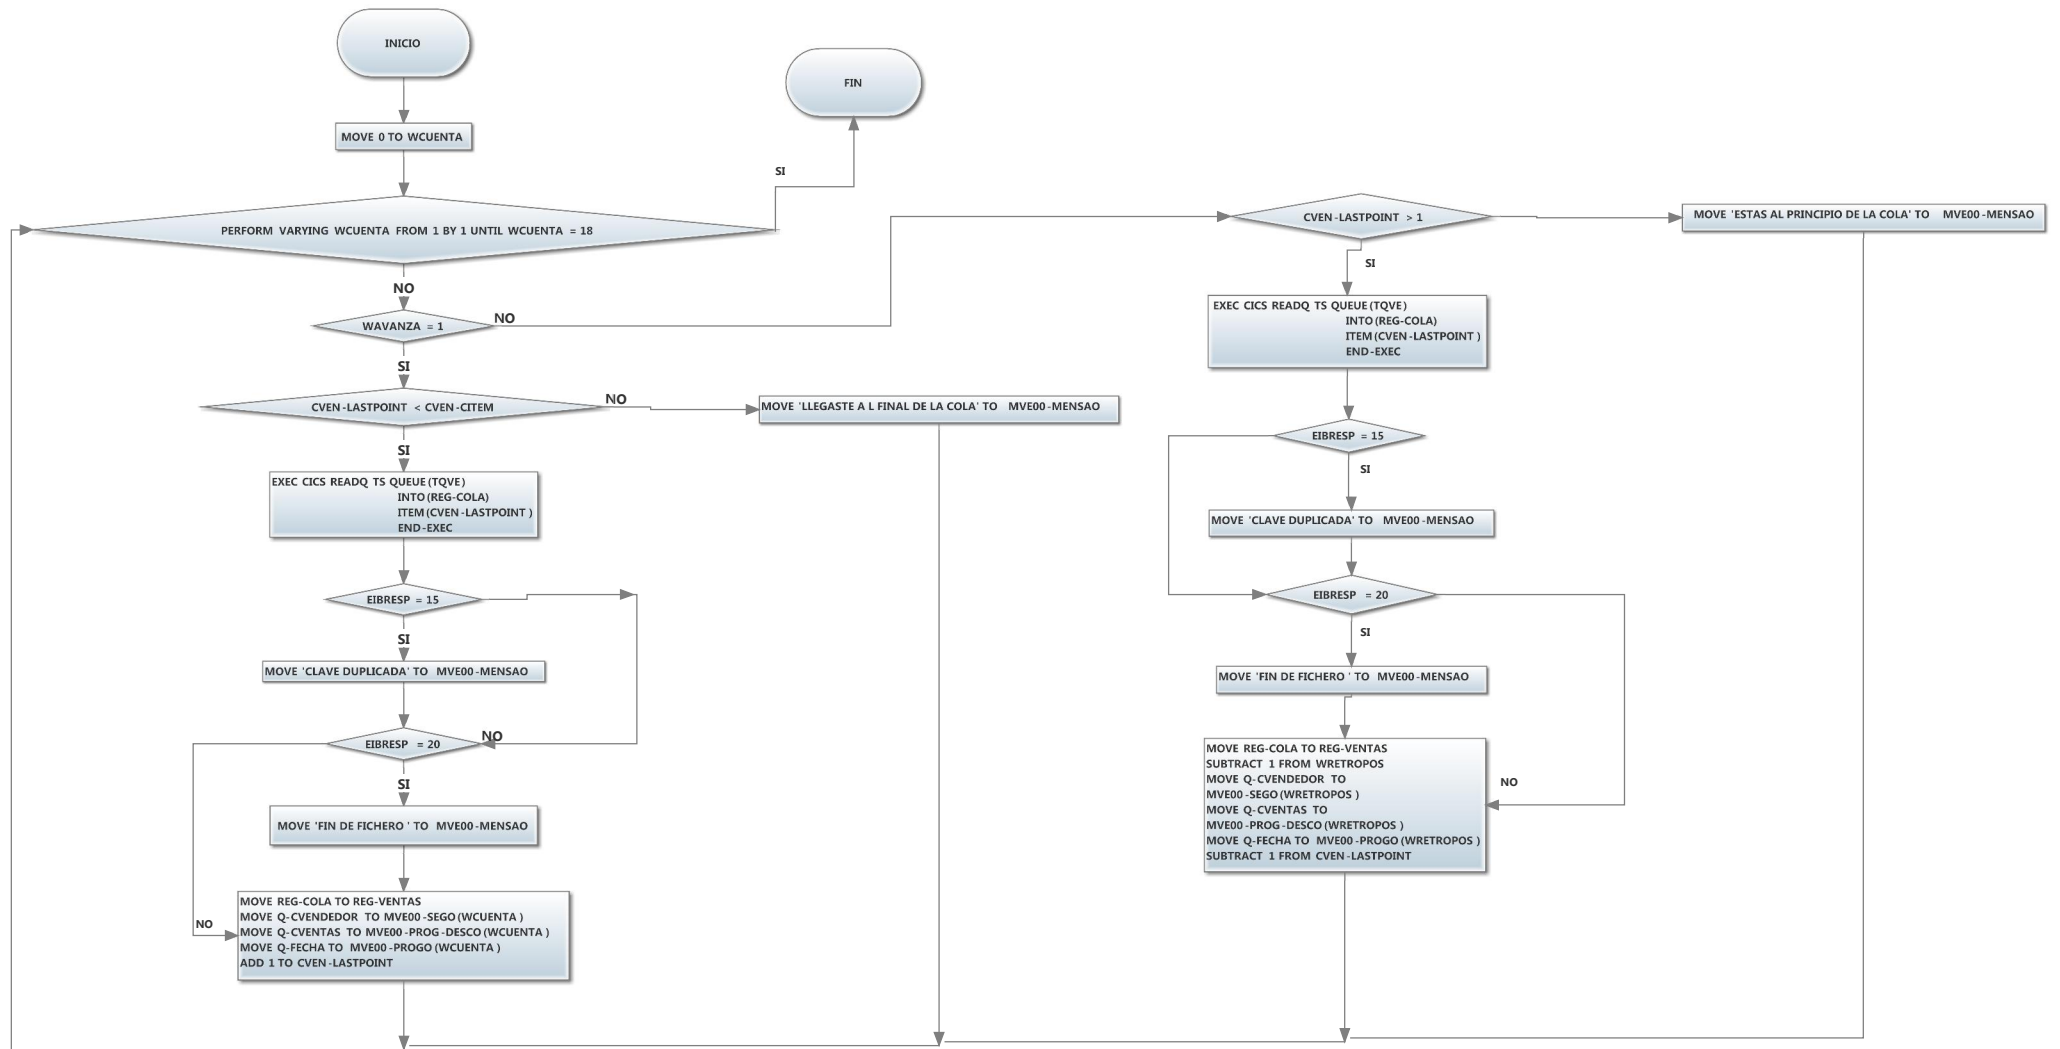 INICIO
FIN
MOVE 0 TO WCUENTA
SI
PERFORM VARYING WCUENTA FROM 1 BY 1 UNTIL WCUENTA = 18
NO
WAVANZA = 1
NO
SI
CVEN-LASTPOINT < CVEN-CITEM
NO
MOVE 'LLEGASTE A L FINAL DE LA COLA' TO MVE00-MENSAO
SI
EXEC CICS READQ TS QUEUE (TQVE)
INTO (REG-COLA)
ITEM (CVEN-LASTPOINT )
END-EXEC
EIBRESP = 15
SI
MOVE 'CLAVE DUPLICADA' TO MVE00-MENSAO
EIBRESP = 20
NO
SI
MOVE 'FIN DE FICHERO ' TO MVE00-MENSAO
NO
MOVE REG-COLA TO REG-VENTAS
MOVE Q-CVENDEDOR TO MVE00-SEGO (WCUENTA )
MOVE Q-CVENTAS TO MVE00-PROG-DESCO (WCUENTA )
MOVE Q-FECHA TO MVE00-PROGO (WCUENTA )
ADD 1 TO CVEN-LASTPOINT
CVEN-LASTPOINT > 1
MOVE 'ESTAS AL PRINCIPIO DE LA COLA' TO MVE00-MENSAO
SI
EXEC CICS READQ TS QUEUE (TQVE)
INTO (REG-COLA)
ITEM (CVEN-LASTPOINT )
END-EXEC
EIBRESP = 15
SI
MOVE 'CLAVE DUPLICADA' TO MVE00-MENSAO
EIBRESP = 20
SI
MOVE 'FIN DE FICHERO ' TO MVE00-MENSAO
MOVE REG-COLA TO REG-VENTAS
SUBTRACT 1 FROM WRETROPOS
MOVE Q-CVENDEDOR TO
MVE00-SEGO (WRETROPOS )
MOVE Q-CVENTAS TO
MVE00-PROG-DESCO (WRETROPOS )
MOVE Q-FECHA TO MVE00-PROGO (WRETROPOS )
SUBTRACT 1 FROM CVEN-LASTPOINT
NO